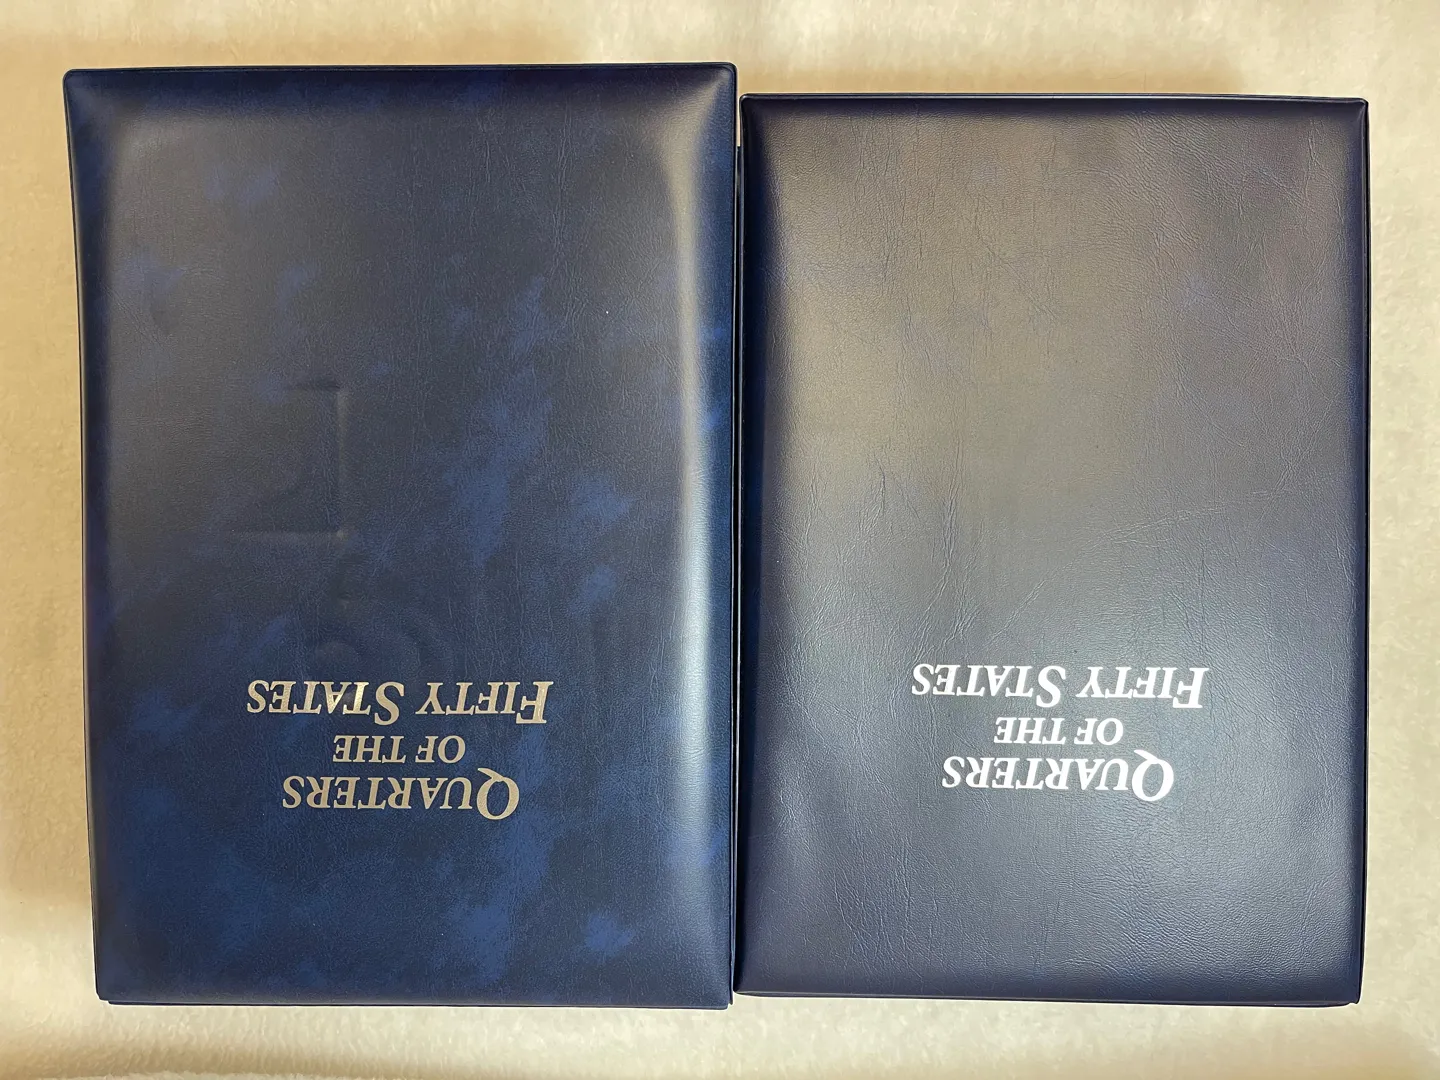 QUARTERS
OF THE
FIFTY STATES
QUARTERS
OF THE
FIFTY STATES